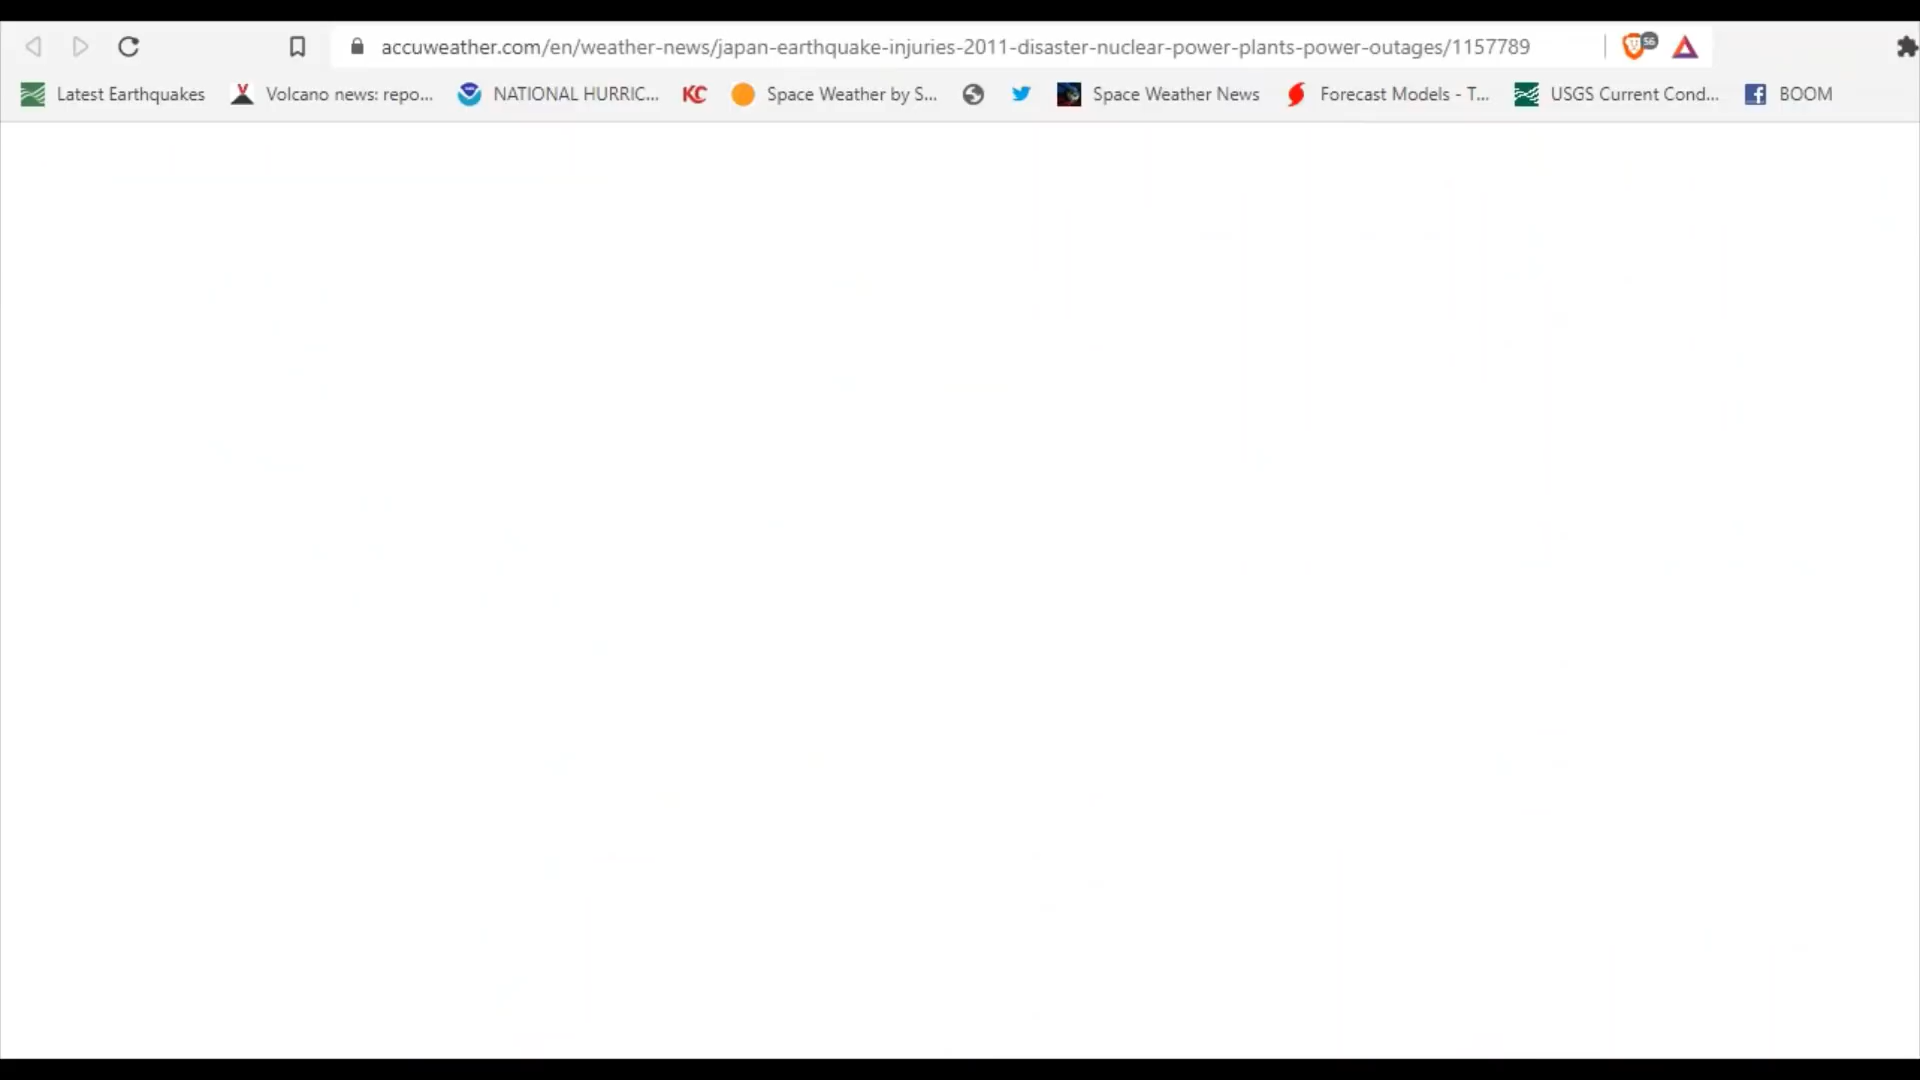 accuweather.com/en/weather-news/japan-earthquake-injuries-2011-disaster-nuclear-power-plants-power-outages/1157789 56
Latest Earthquakes Volcano news: repo... NATIONAL HURRIC... KC Space Weather by S... Space Weather News Forecast Models - T... USGS Current Cond... BOOM